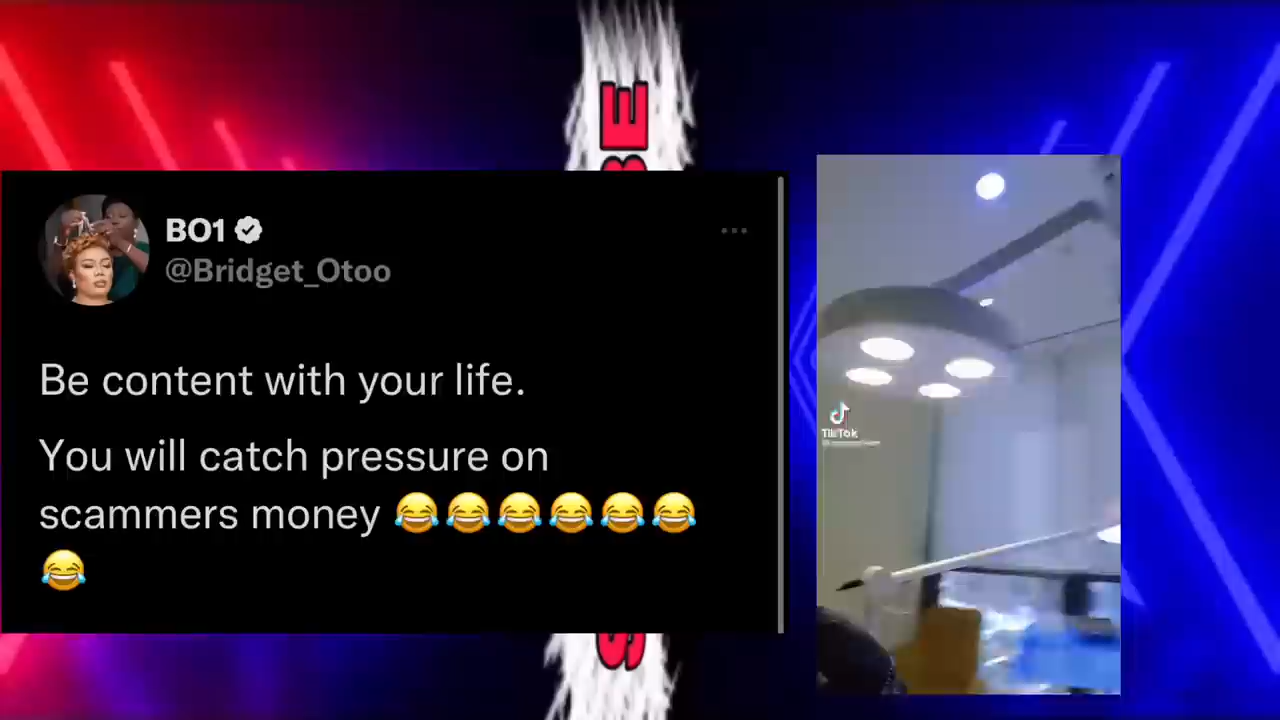 BO1
@Bridget_Otoo
Be content with your life.
You will catch pressure on
scammers money 😂😂😂😂😂😂
😂
TikTok